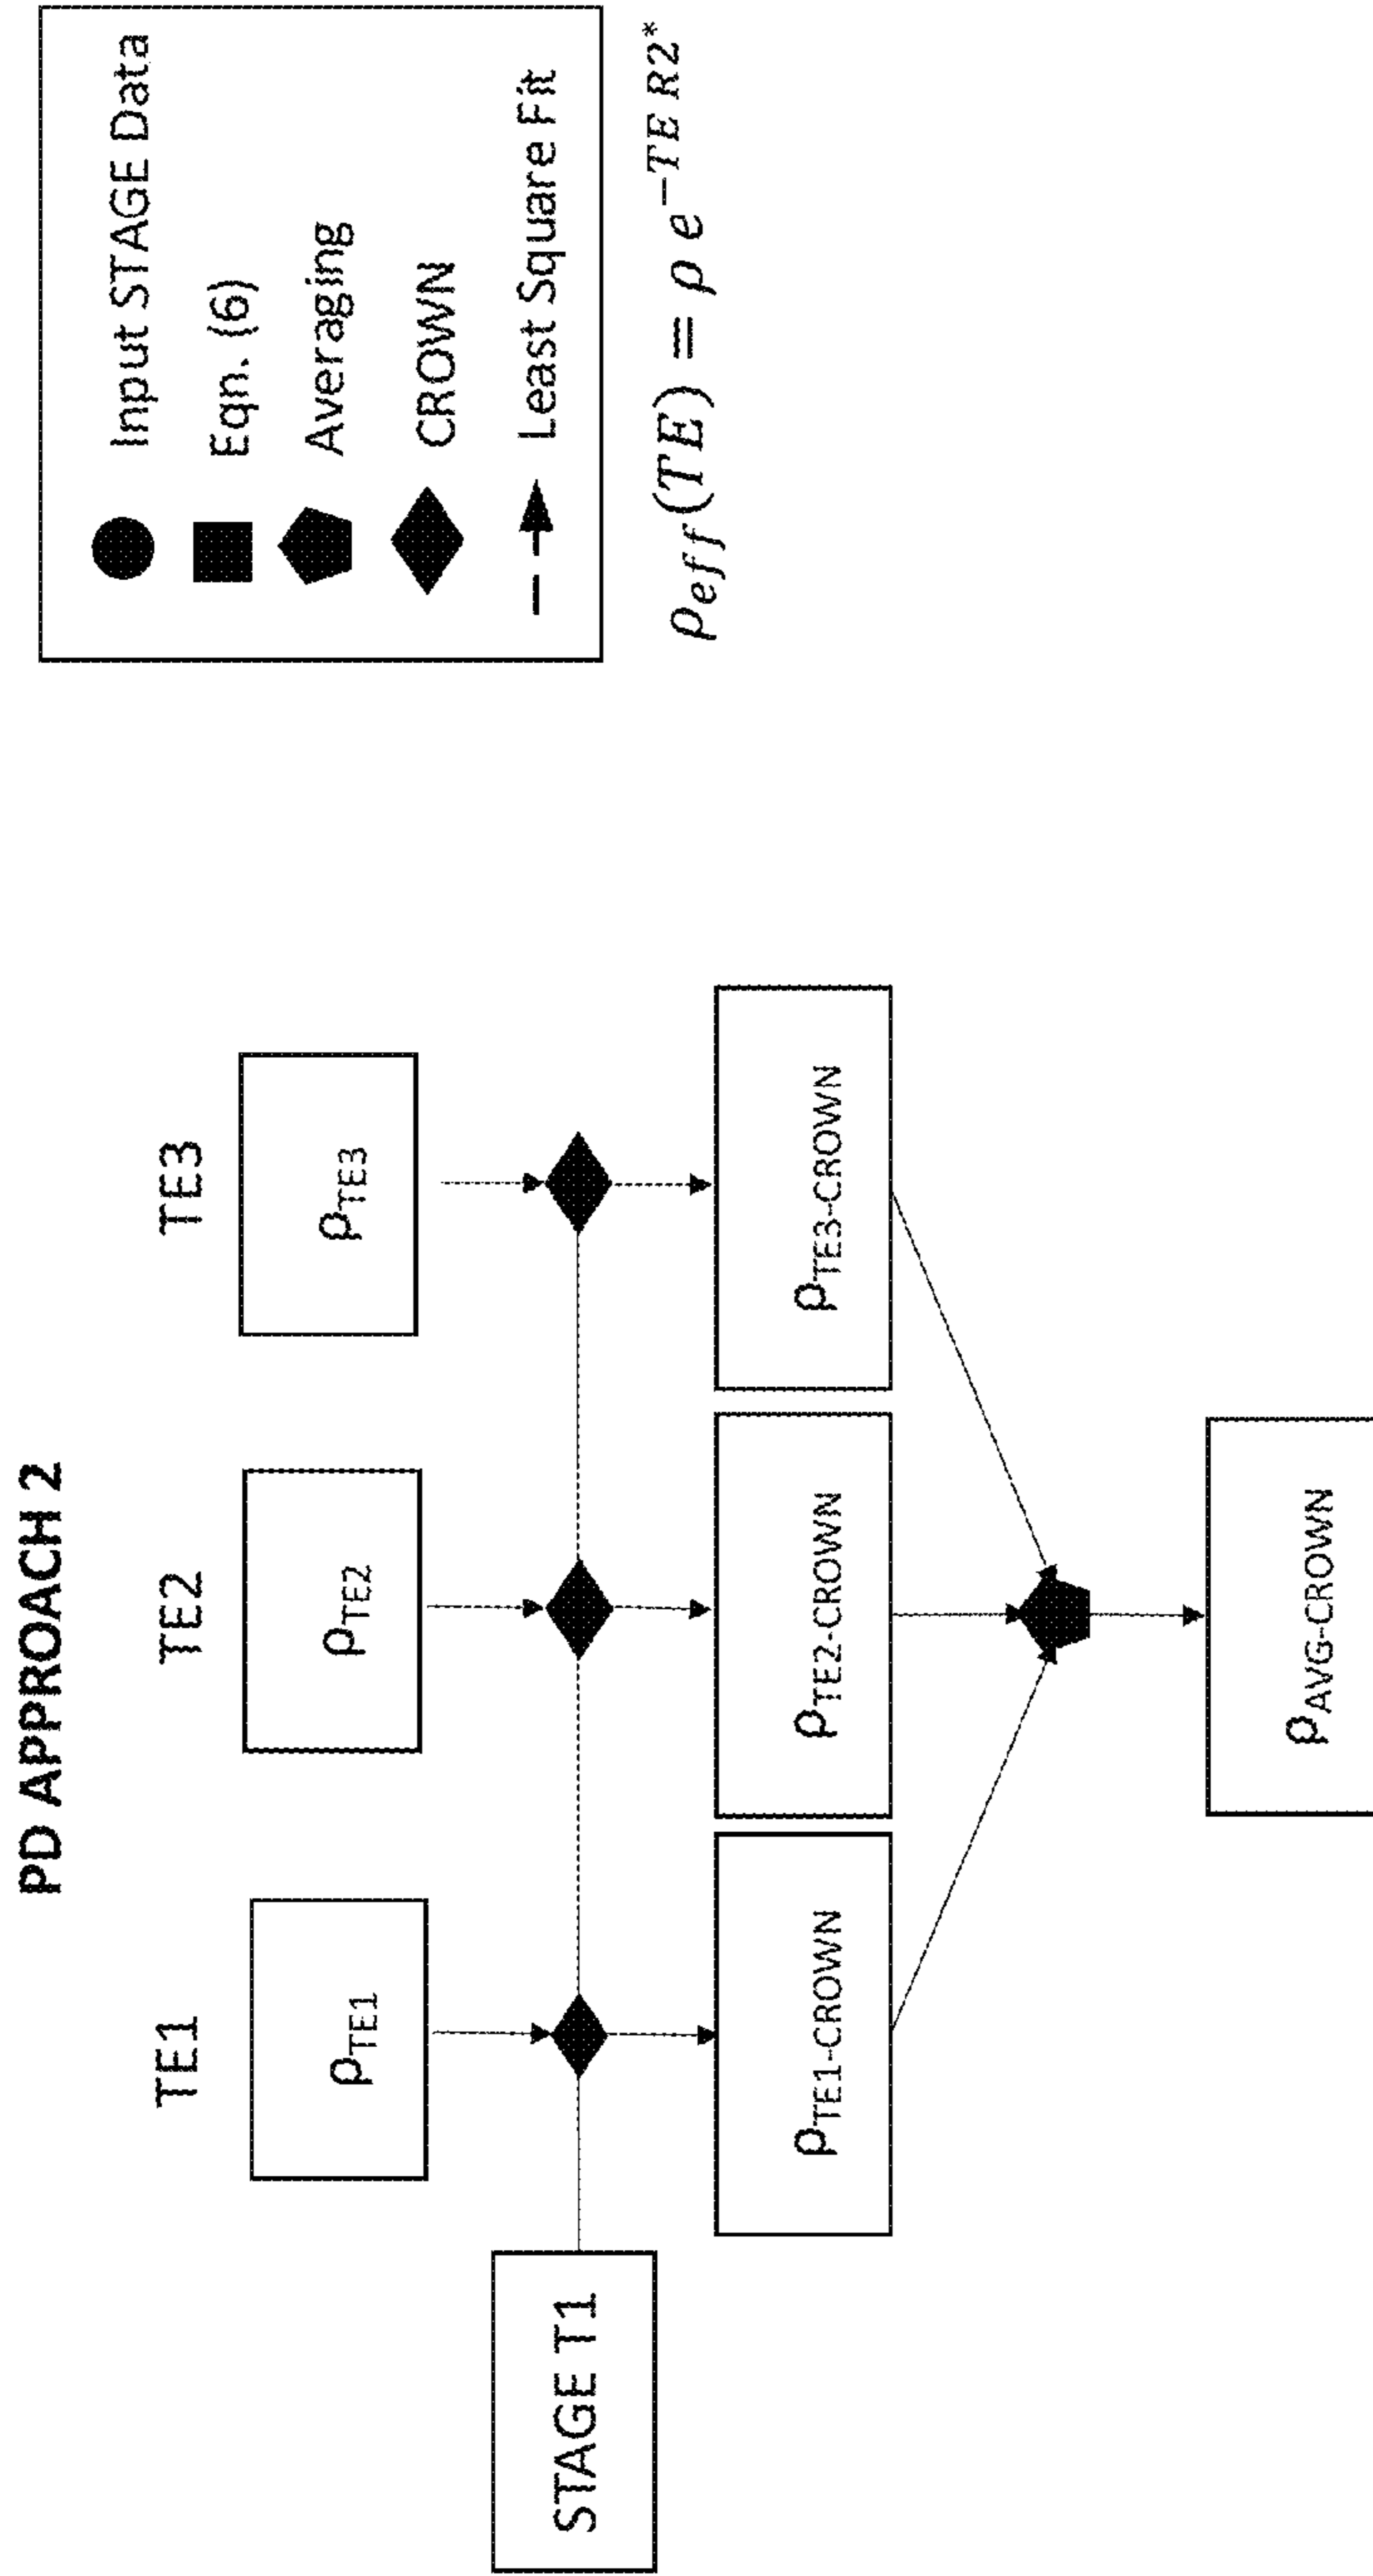 PD APPROACH 2
TE1
TE2
TE3
ρTE1
ρTE2
ρTE3
STAGE T1
ρTE1-CROWN
ρTE2-CROWN
ρTE3-CROWN
ρAVG-CROWN
Input STAGE Data
Eqn. (6)
Averaging
CROWN
Least Square Fit
ρeff(TE) = ρ e^−TE R2*